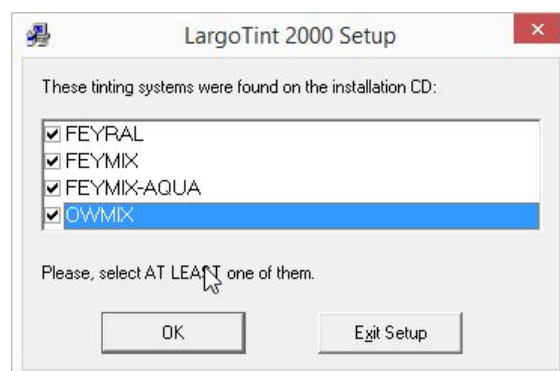 LargoTint 2000 Setup
These tinting systems were found on the installation CD:
FEYRAL
FEYMIX
FEYMIX-AQUA
OWMIX
Please, select AT LEAST one of them.
OK
Exit Setup